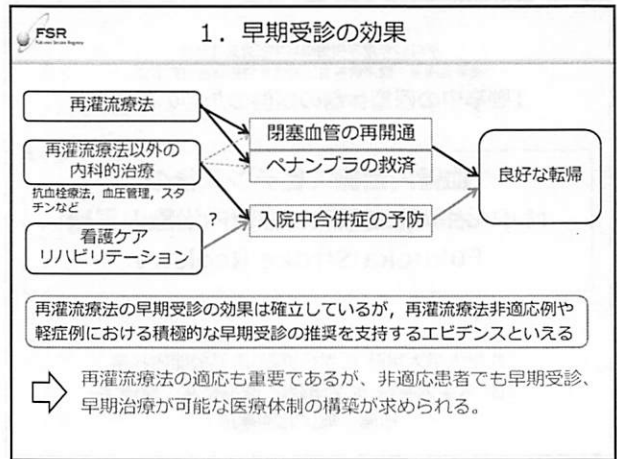 FSR
1. 早期受診の効果
再灌流療法
再灌流療法以外の
内科的治療
抗血栓療法，血圧管理，スタ
チンなど
?
看護ケア
リハビリテーション
閉塞血管の再開通
ペナンブラの救済
入院中合併症の予防
良好な転帰
再灌流療法の早期受診の効果は確立しているが，再灌流療法非適応例や
軽症例における積極的な早期受診の推奨を支持するエビデンスといえる
再灌流療法の適応も重要であるが、非適応患者でも早期受診、
早期治療が可能な医療体制の構築が求められる。